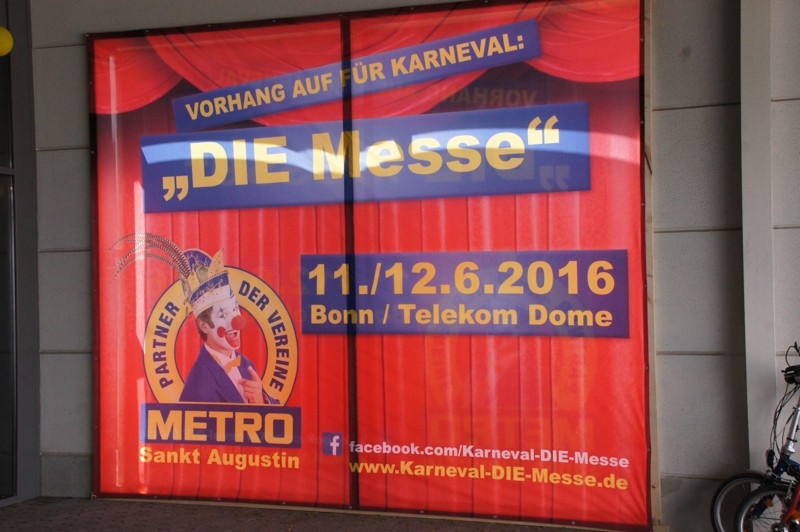 VORHANG AUF FÜR KARNEVAL:
„DIE Messe“
11./12.6.2016
Bonn / Telekom Dome
PARTNER DER VEREINE
METRO
Sankt Augustin
f facebook.com/Karneval-DIE-Messe
www.Karneval-DIE-Messe.de